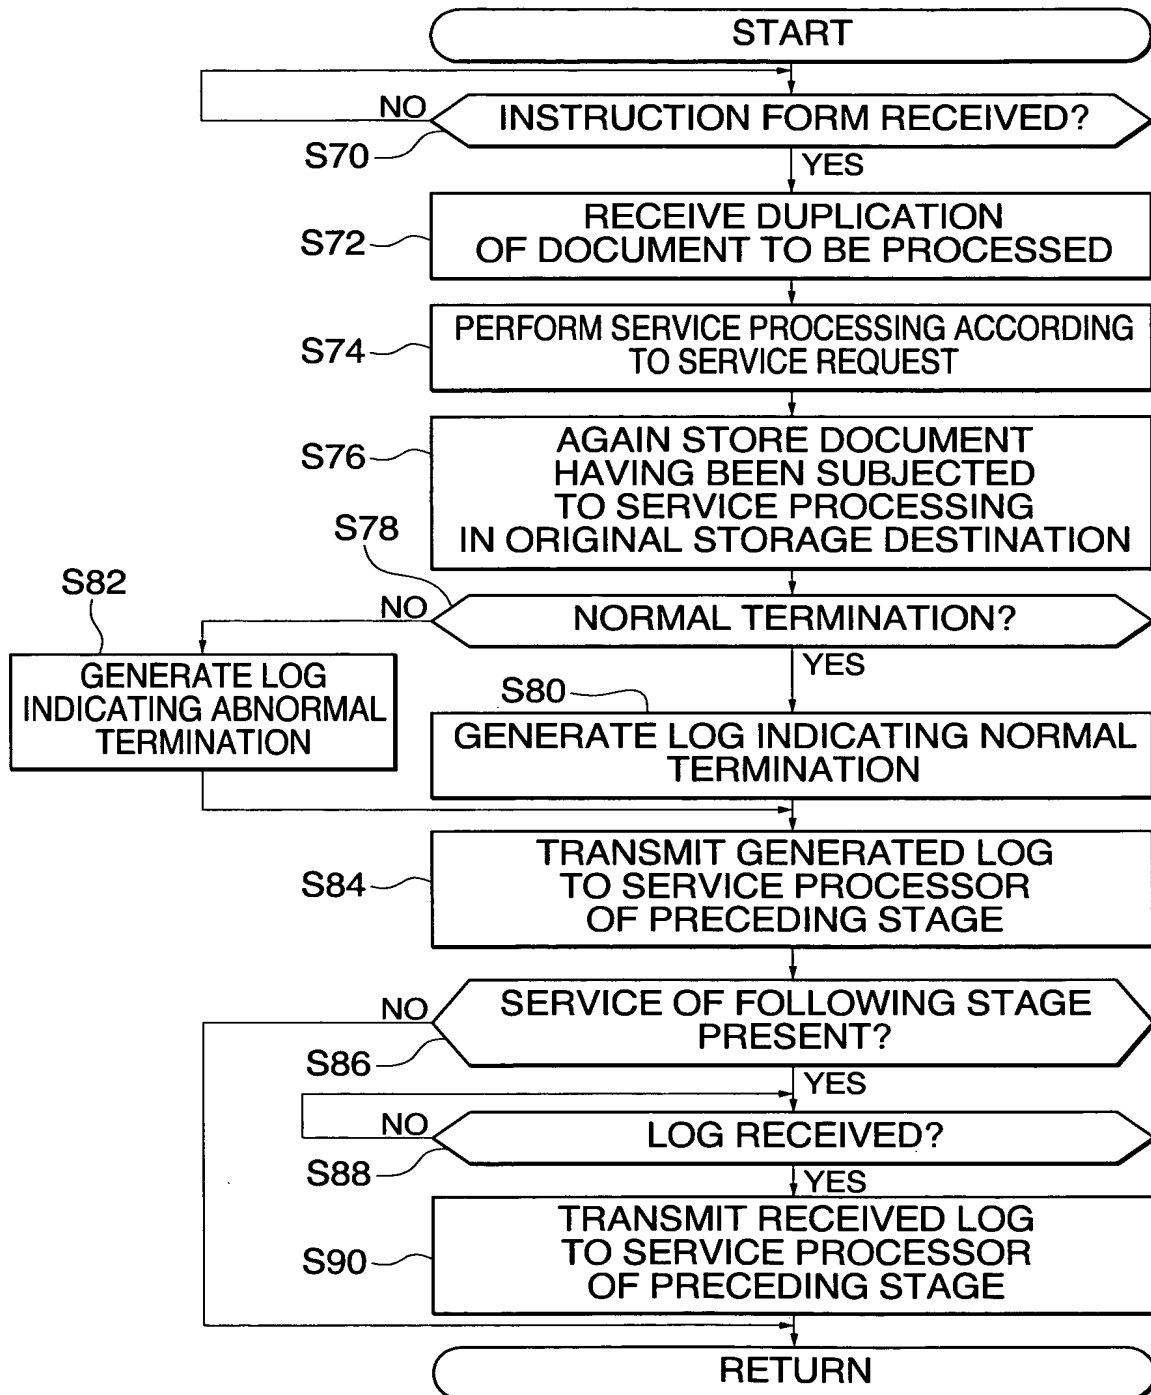 START
NO
INSTRUCTION FORM RECEIVED?
S70
YES
S72
RECEIVE DUPLICATION
OF DOCUMENT TO BE PROCESSED
S74
PERFORM SERVICE PROCESSING ACCORDING
TO SERVICE REQUEST
S76
AGAIN STORE DOCUMENT
HAVING BEEN SUBJECTED
TO SERVICE PROCESSING
IN ORIGINAL STORAGE DESTINATION
S78
NO
NORMAL TERMINATION?
YES
S82
GENERATE LOG
INDICATING ABNORMAL
TERMINATION
S80
GENERATE LOG INDICATING NORMAL
TERMINATION
S84
TRANSMIT GENERATED LOG
TO SERVICE PROCESSOR
OF PRECEDING STAGE
NO
SERVICE OF FOLLOWING STAGE
PRESENT?
S86
YES
NO
LOG RECEIVED?
S88
YES
S90
TRANSMIT RECEIVED LOG
TO SERVICE PROCESSOR
OF PRECEDING STAGE
RETURN